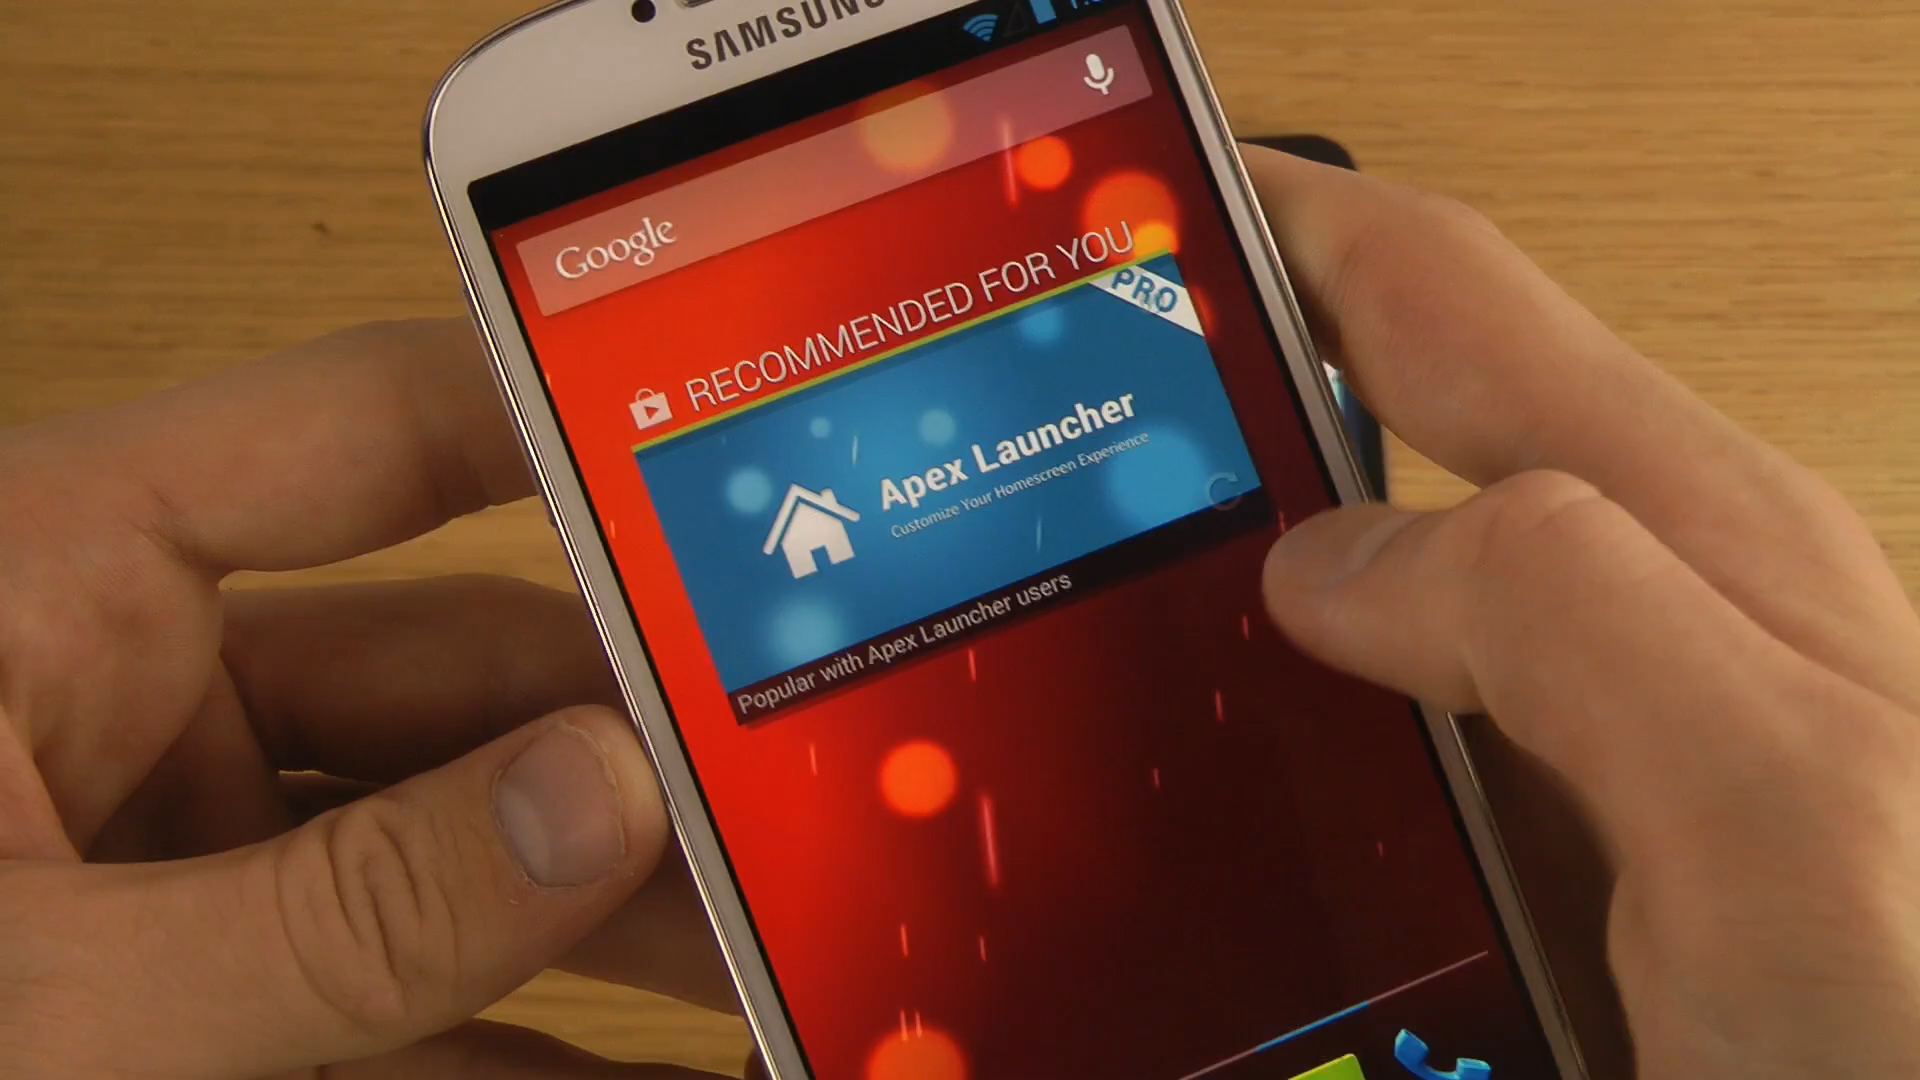 SAMSUNG
Google
RECOMMENDED FOR YOU
PRO
Apex Launcher
Customize Your Homescreen Experience
Popular with Apex Launcher users